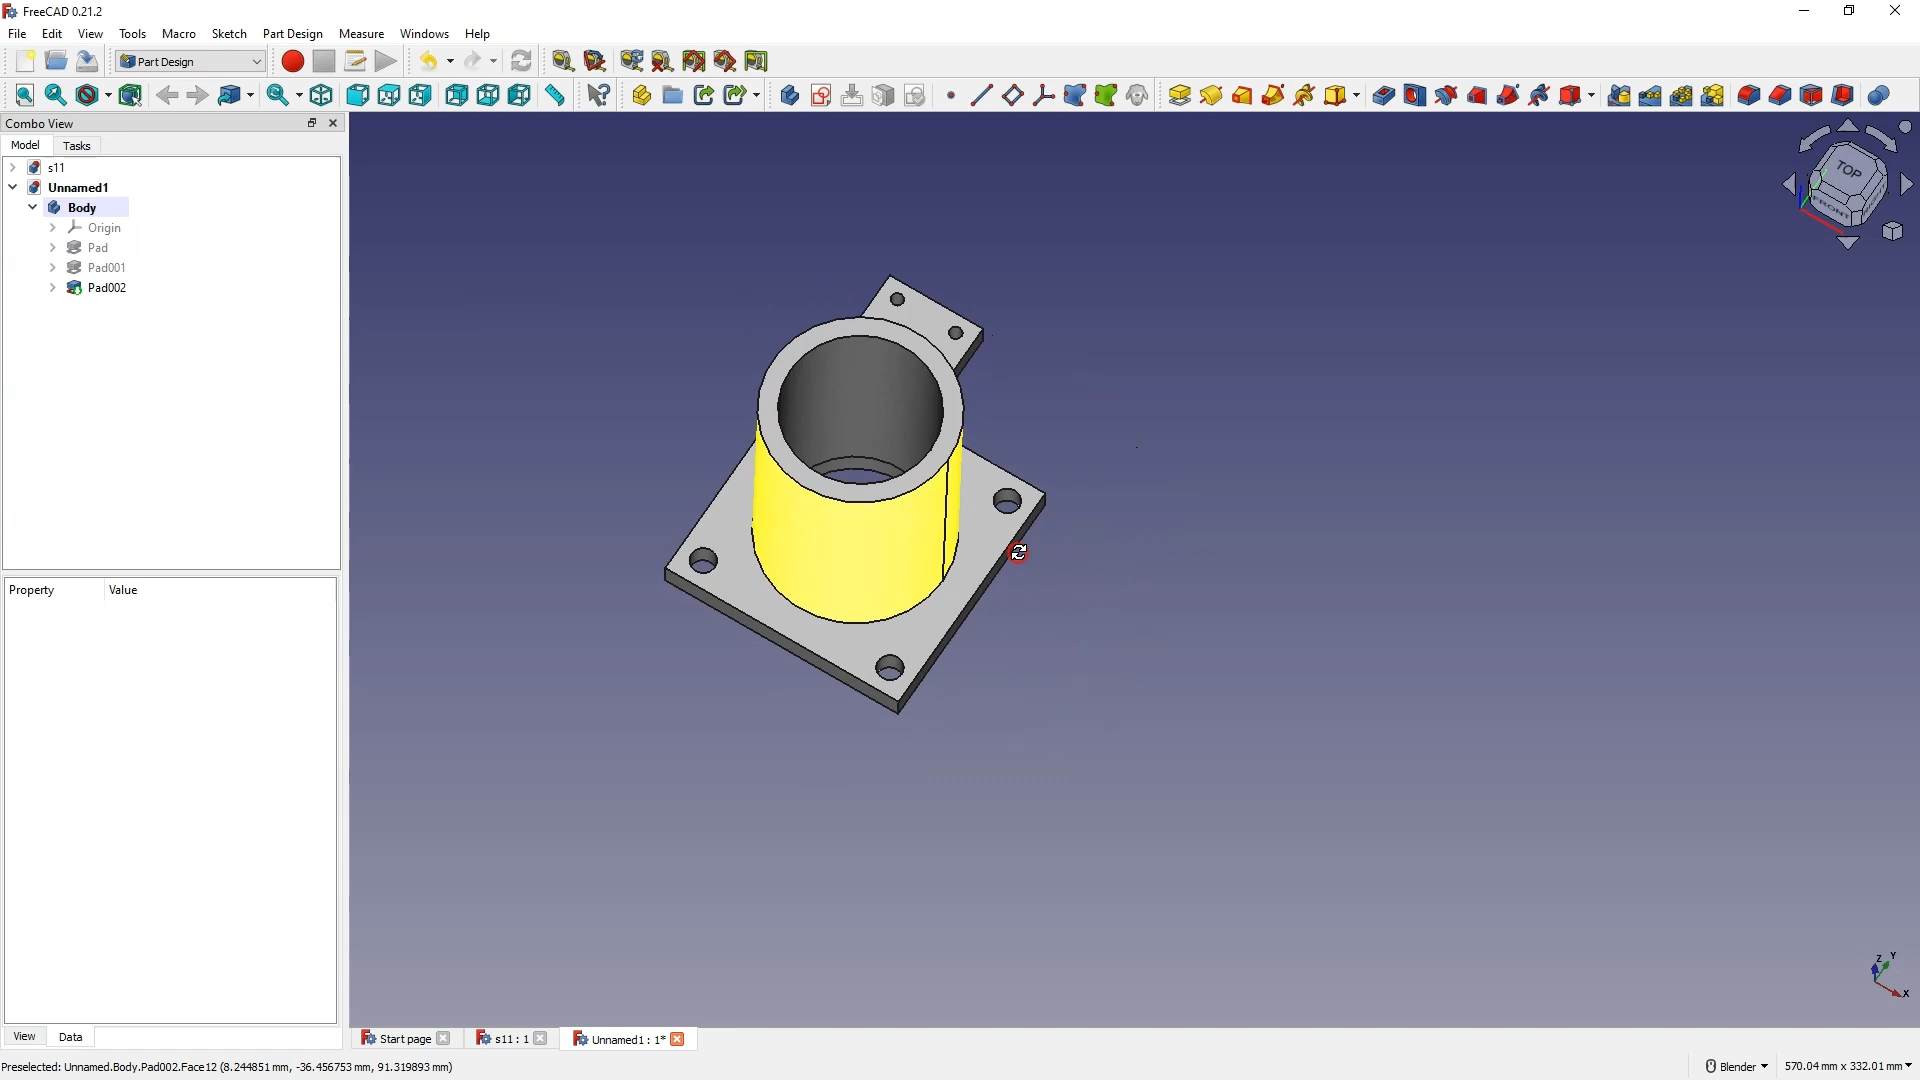 FreeCAD 0.21.2
File Edit View Tools Macro Sketch Part Design Measure Windows Help
Part Design
Combo View
Model Tasks
s11
Unnamed1
Body
Origin
Pad
Pad001
Pad002
TOP
FRONT
Property Value
Z Y
X
View Data
Start page s11 : 1 Unnamed1 : 1*
Preselected: Unnamed.Body.Pad002.Face12 (8.244851 mm, -36.456753 mm, 91.319893 mm) Blender 570.04 mm x 332.01 mm